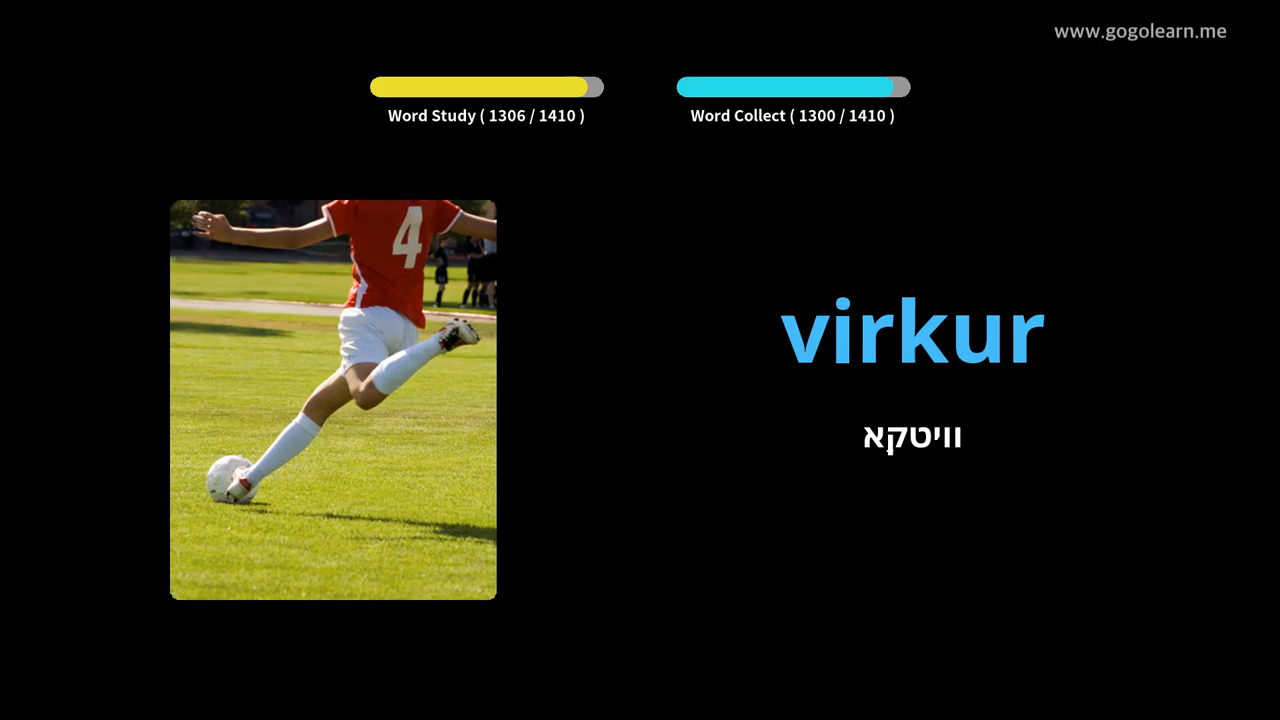 www.gogolearn.me
Word Study ( 1306 / 1410 )
Word Collect ( 1300 / 1410 )
4
virkur
וויטקא